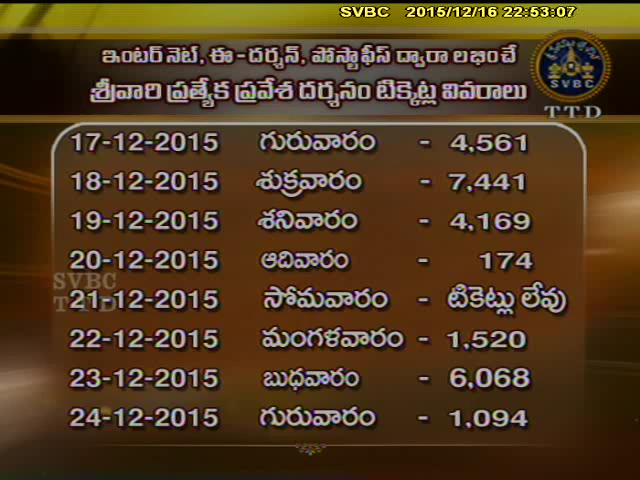 SVBC 2015/12/16 22:53:07
ఇంటర్ నెట్, ఈ - దర్శన్, పోస్టాఫీస్ ద్వారా లభించే
శ్రీవారి ప్రత్యేక ప్రవేశ దర్శనం టిక్కెట్ల వివరాలు
SVBC
TTD
17-12-2015 గురువారం - 4,561
18-12-2015 శుక్రవారం - 7,441
19-12-2015 శనివారం - 4,169
20-12-2015 ఆదివారం - 174
SVBC
TTD
21-12-2015 సోమవారం - టికెట్లు లేవు
22-12-2015 మంగళవారం - 1,520
23-12-2015 బుధవారం - 6,068
24-12-2015 గురువారం - 1,094